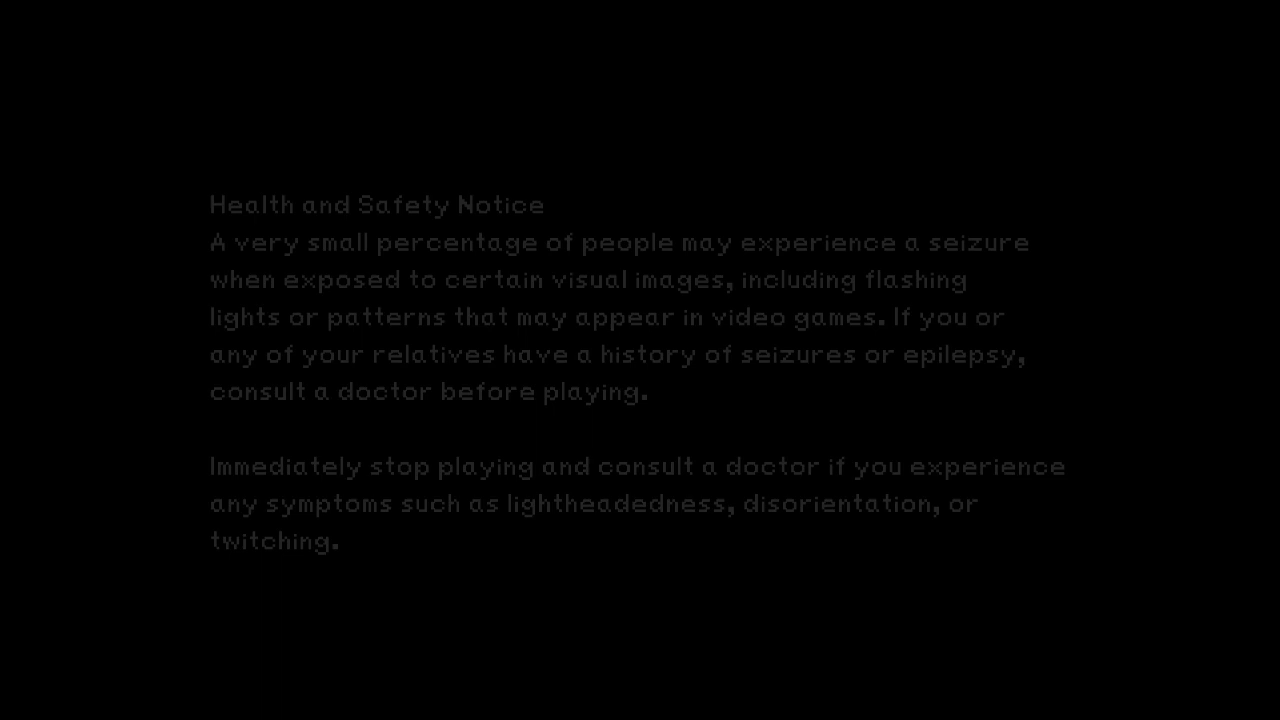 Health and Safety Notice
A very small percentage of people may experience a seizure
when exposed to certain visual images, including flashing
lights or patterns that may appear in video games. If you or
any of your relatives have a history of seizures or epilepsy,
consult a doctor before playing.
Immediately stop playing and consult a doctor if you experience
any symptoms such as lightheadedness, disorientation, or
twitching.